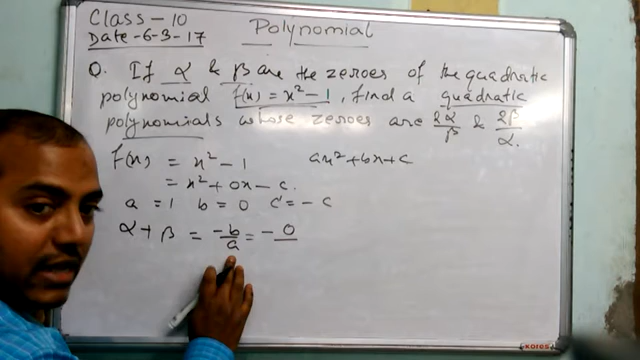 Class - 10
Polynomial
Date - 6-3-17
Q. If α & β are the zeroes of the quadratic
polynomial f(x) = x² - 1, find a quadratic
polynomials whose zeroes are 2α/β & 2β/α.
f(x) = x² - 1    ax² + bx + c
= x² + 0x - c.
a = 1  b = 0  c = - c
α + β = -b/a = - 0
kores